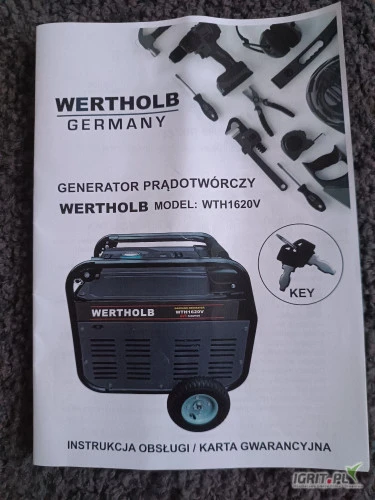 WERTHOLB
GERMANY
GENERATOR PRĄDOTWÓRCZY
WERTHOLB MODEL: WTH1620V
KEY
WERTHOLB
WTH1620V
INSTRUKCJA OBSŁUGI / KARTA GWARANCYJNA
IGRIT.PL